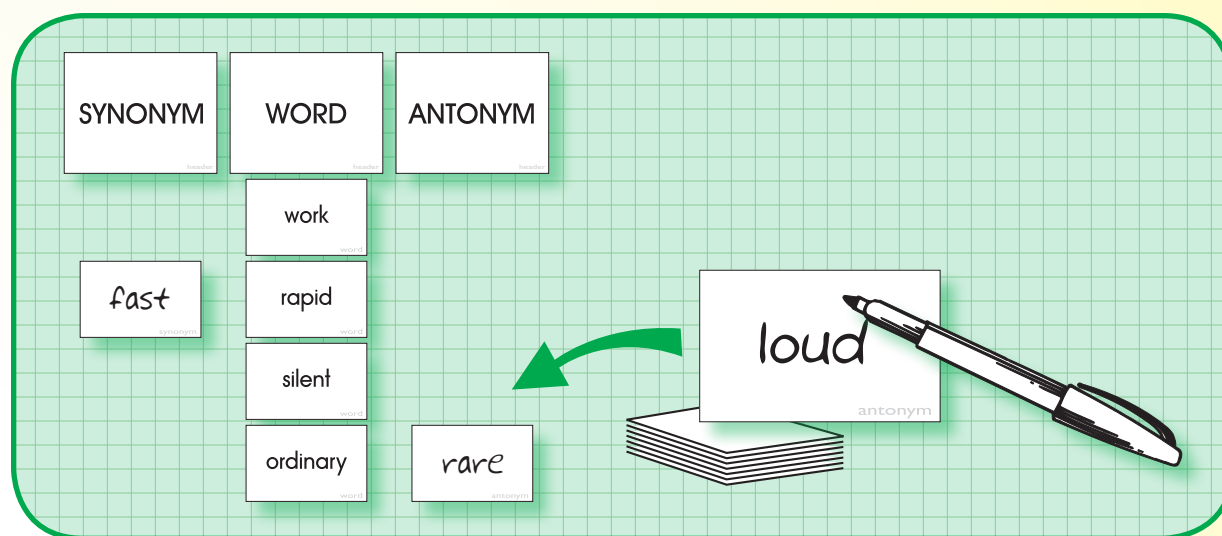 SYNONYM WORD ANTONYM
header header header
work
word
fast rapid
synonym word
loud
antonym
silent
word
ordinary rare
word antonym